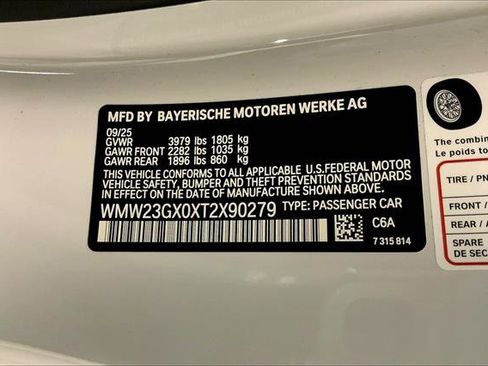 MFD BY BAYERISCHE MOTOREN WERKE AG
09/25
GVWR 3979 lbs 1805 kg
GAWR FRONT 2282 lbs 1035 kg
GAWR REAR 1896 lbs 860 kg
THIS VEHICLE CONFORMS TO ALL APPLICABLE U.S.FEDERAL MOTOR
VEHICLE SAFETY, BUMPER AND THEFT PREVENTION STANDARDS
IN EFFECT ON THE DATE OF MANUFACTURE SHOWN ABOVE.
WMW23GX0XT2X90279 TYPE: PASSENGER CAR
C6A
7 315 814
The combine
Le poids to
TIRE / PN
FRONT /
REAR / A
SPARE
DE SEC